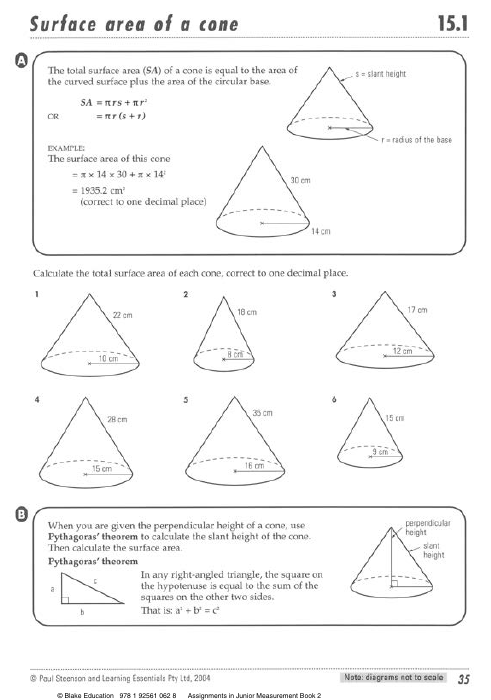 Surface area of a cone 15.1
A
The total surface area (SA) of a cone is equal to the area of
the curved surface plus the area of the circular base.
s = slant height
SA = πrs + πr²
OR = πr (s + r)
r = radius of the base
EXAMPLE:
The surface area of this cone
= π × 14 × 30 + π × 14²
= 1935.2 cm²
(correct to one decimal place)
30 cm
14 cm
Calculate the total surface area of each cone, correct to one decimal place.
1
22 cm
10 cm
2
18 cm
8 cm
3
17 cm
12 cm
4
28 cm
15 cm
5
35 cm
16 cm
6
15 cm
9 cm
B
When you are given the perpendicular height of a cone, use
Pythagoras' theorem to calculate the slant height of the cone.
Then calculate the surface area.
perpendicular
height
slant
height
Pythagoras' theorem
a
c
b
In any right-angled triangle, the square on
the hypotenuse is equal to the sum of the
squares on the other two sides.
That is: a² + b² = c²
© Paul Steenson and Learning Essentials Pty Ltd, 2004
Note: diagrams not to scale 35
© Blake Education 978 1 92561 062 8 Assignments in Junior Measurement Book 2